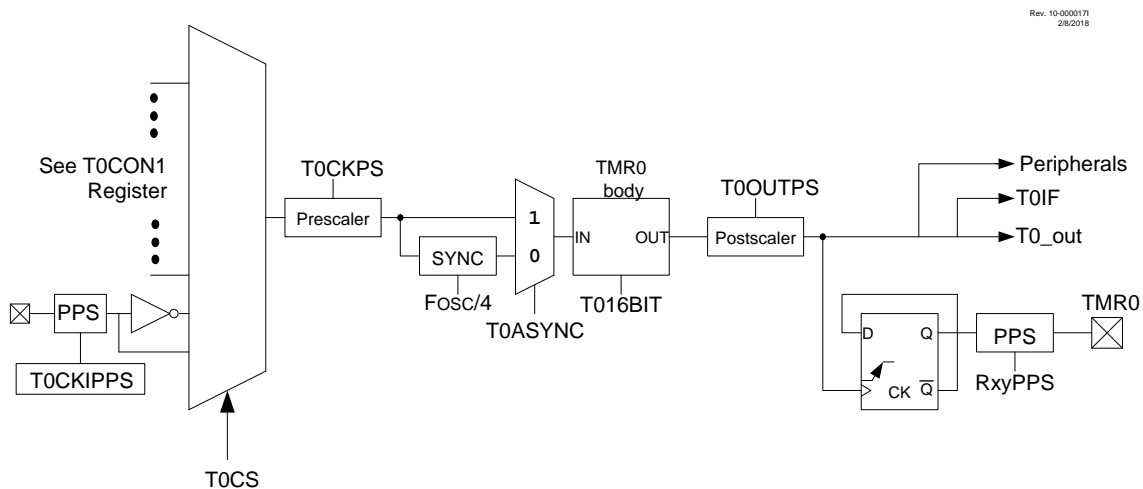 Rev. 10-000017I
2/8/2018
See T0CON1
Register
PPS
T0CKIPPS
T0CS
T0CKPS
Prescaler
SYNC
FOSC/4
1
0
T0ASYNC
TMR0
body
IN
OUT
T016BIT
T0OUTPS
Postscaler
Peripherals
T0IF
T0_out
D
Q
CK
Q
PPS
RxyPPS
TMR0